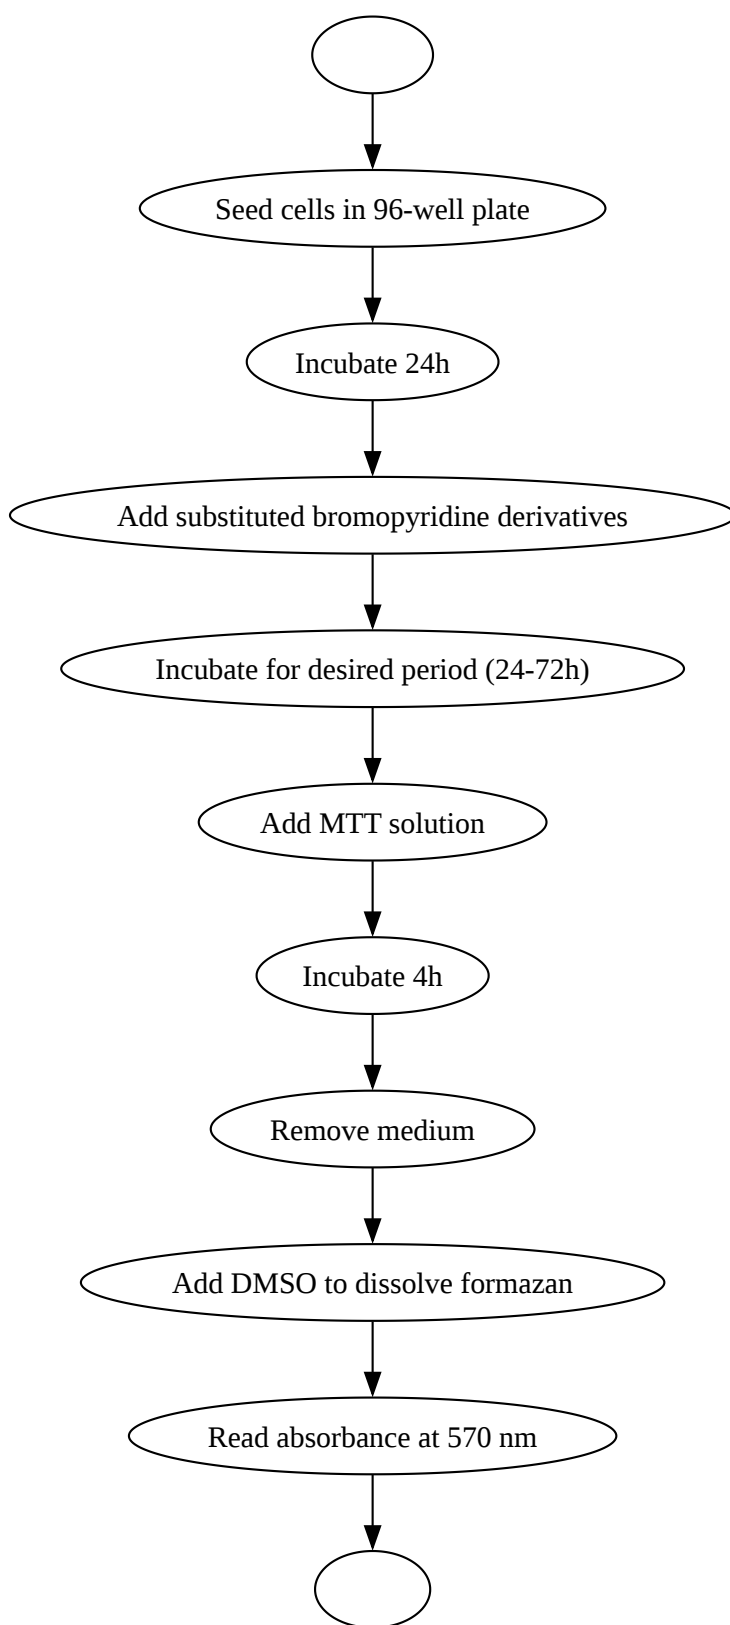 Seed cells in 96-well plate
Incubate 24h
Add substituted bromopyridine derivatives
Incubate for desired period (24-72h)
Add MTT solution
Incubate 4h
Remove medium
Add DMSO to dissolve formazan
Read absorbance at 570 nm